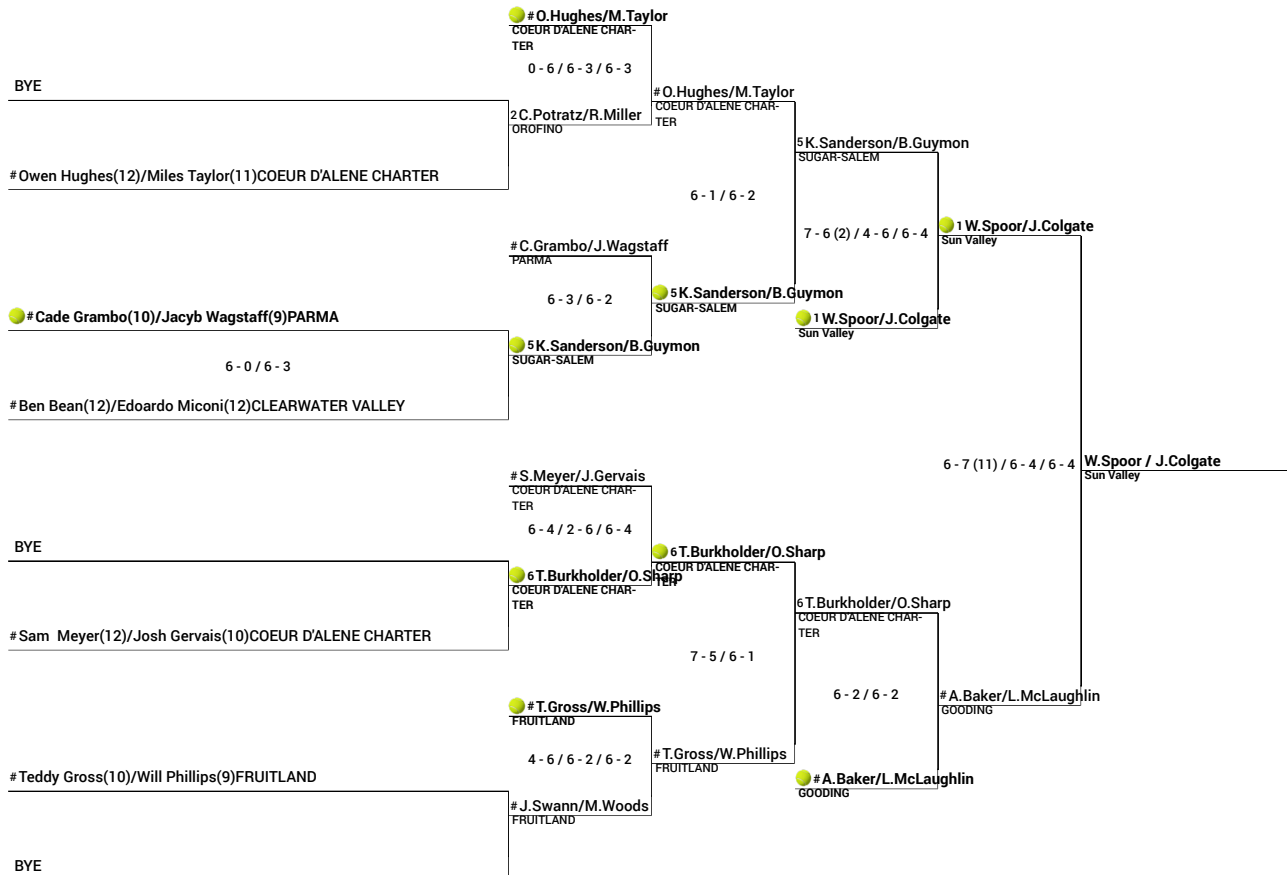 BYE
#Owen Hughes(12)/Miles Taylor(11)COEUR D'ALENE CHARTER
#Cade Grambo(10)/Jacyb Wagstaff(9)PARMA
6 - 0 / 6 - 3
#Ben Bean(12)/Edoardo Miconi(12)CLEARWATER VALLEY
BYE
#Sam  Meyer(12)/Josh Gervais(10)COEUR D'ALENE CHARTER
#Teddy Gross(10)/Will Phillips(9)FRUITLAND
BYE
#O.Hughes/M.Taylor
COEUR D'ALENE CHAR-
TER
0 - 6 / 6 - 3 / 6 - 3
2 C.Potratz/R.Miller
OROFINO
#C.Grambo/J.Wagstaff
PARMA
6 - 3 / 6 - 2
5 K.Sanderson/B.Guymon
SUGAR-SALEM
#S.Meyer/J.Gervais
COEUR D'ALENE CHAR-
TER
6 - 4 / 2 - 6 / 6 - 4
6 T.Burkholder/O.Sharp
COEUR D'ALENE CHAR-
TER
#T.Gross/W.Phillips
FRUITLAND
4 - 6 / 6 - 2 / 6 - 2
#J.Swann/M.Woods
FRUITLAND
#O.Hughes/M.Taylor
COEUR D'ALENE CHAR-
TER
6 - 1 / 6 - 2
5 K.Sanderson/B.Guymon
SUGAR-SALEM
6 T.Burkholder/O.Sharp
COEUR D'ALENE CHAR-
TER
7 - 5 / 6 - 1
#T.Gross/W.Phillips
FRUITLAND
5 K.Sanderson/B.Guymon
SUGAR-SALEM
7 - 6 (2) / 4 - 6 / 6 - 4
1 W.Spoor/J.Colgate
Sun Valley
6 T.Burkholder/O.Sharp
COEUR D'ALENE CHAR-
TER
6 - 2 / 6 - 2
#A.Baker/L.McLaughlin
GOODING
1 W.Spoor/J.Colgate
Sun Valley
6 - 7 (11) / 6 - 4 / 6 - 4
#A.Baker/L.McLaughlin
GOODING
W.Spoor / J.Colgate
Sun Valley